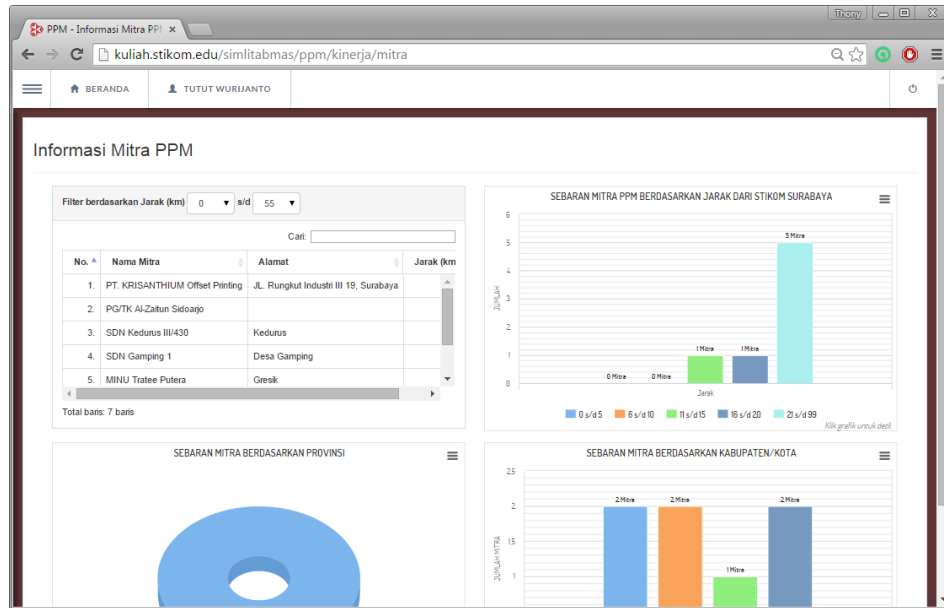 Thony
PPM - Informasi Mitra PPM
kuliah.stikom.edu/simlitabmas/ppm/kinerja/mitra
BERANDA
TUTUT WURIJANTO
Informasi Mitra PPM
Filter berdasarkan Jarak (km) 0 s/d 55
Cari:
No. Nama Mitra Alamat Jarak (km
1. PT. KRISANTHIUM Offset Printing JL. Rungkut Industri III 19, Surabaya
2. PG/TK Al-Zaitun Sidoarjo
3. SDN Kedurus III/430 Kedurus
4. SDN Gamping 1 Desa Gamping
5. MINU Tratee Putera Gresik
Total baris: 7 baris
SEBARAN MITRA PPM BERDASARKAN JARAK DARI STIKOM SURABAYA
JUMLAH
6
5
4
3
2
1
0
0 Mitra
0 Mitra
1 Mitra
1 Mitra
5 Mitra
Jarak
0 s/d 5 6 s/d 10 11 s/d 15 16 s/d 20 21 s/d 99
Klik grafik untuk detil.
SEBARAN MITRA BERDASARKAN PROVINSI
SEBARAN MITRA BERDASARKAN KABUPATEN/KOTA
JUMLAH MITRA
2,5
2
1,5
1
2 Mitra
2 Mitra
1 Mitra
2 Mitra